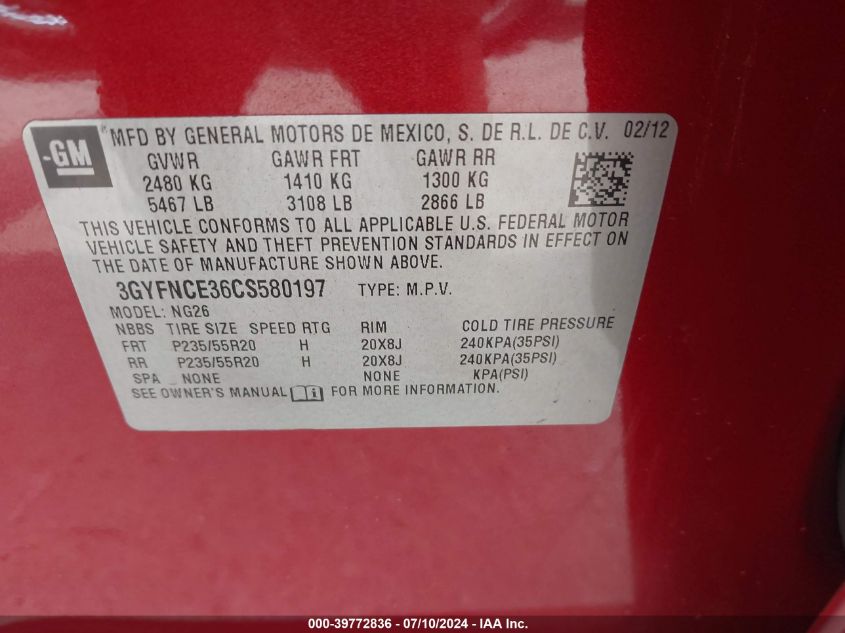 GM
MFD BY GENERAL MOTORS DE MEXICO, S. DE R.L. DE C.V. 02/12
GVWR GAWR FRT GAWR RR
2480 KG 1410 KG 1300 KG
5467 LB 3108 LB 2866 LB
THIS VEHICLE CONFORMS TO ALL APPLICABLE U.S. FEDERAL MOTOR
VEHICLE SAFETY AND THEFT PREVENTION STANDARDS IN EFFECT ON
THE DATE OF MANUFACTURE SHOWN ABOVE.
3GYFNCE36CS580197 TYPE: M.P.V.
MODEL: NG26
NBBS TIRE SIZE SPEED RTG RIM COLD TIRE PRESSURE
FRT P235/55R20 H 20X8J 240KPA(35PSI)
RR P235/55R20 H 20X8J 240KPA(35PSI)
SPA NONE NONE KPA(PSI)
SEE OWNER'S MANUAL FOR MORE INFORMATION.
000-39772836 - 07/10/2024 - IAA Inc.